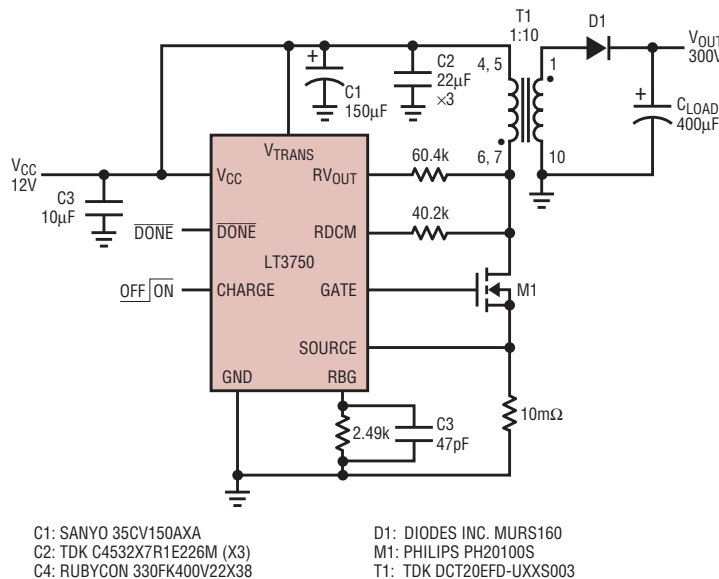 T1
1:10
D1
VOUT
300V
4, 5
1
C1
150µF
C2
22µF
×3
CLOAD
400µF
6, 7
10
VCC
12V
C3
10µF
VTRANS
VCC
RVOUT
60.4k
DONE
DONE
RDCM
40.2k
LT3750
OFF ON
CHARGE
GATE
M1
SOURCE
GND
RBG
2.49k
C3
47pF
10mΩ
C1: SANYO 35CV150AXA
C2: TDK C4532X7R1E226M (X3)
C4: RUBYCON 330FK400V22X38
D1: DIODES INC. MURS160
M1: PHILIPS PH20100S
T1: TDK DCT20EFD-UXXS003
+
+